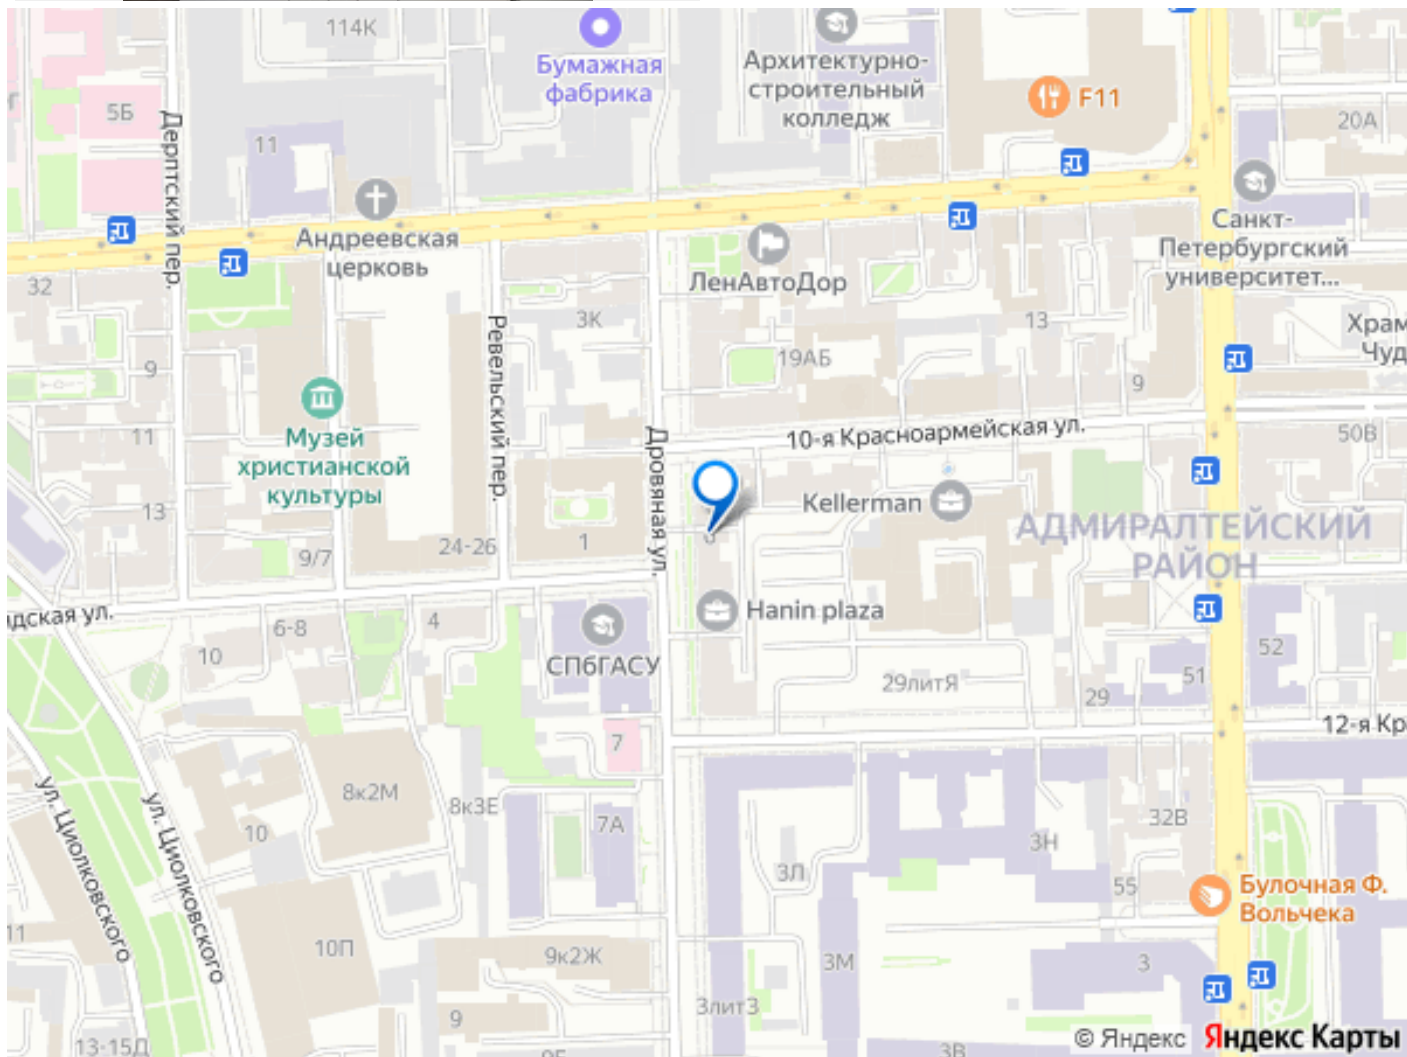 114К
Бумажная
фабрика
Архитектурно-
строительный
колледж
F11
5Б
20А
Дерптский пер.
11
Андреевская
церковь
Санкт-
Петербургский
университет...
ЛенАвтоДор
32
3К
13
Храм
Чуд
Ревельский пер.
19АБ
9
9
Музей
христианской
культуры
11
Дровяная ул.
10-я Красноармейская ул.
50В
13
Kellerman
АДМИРАЛТЕЙСКИЙ
РАЙОН
24-26
1
9/7
дская ул.
Hanin plaza
6-8
4
10
СПбГАСУ
52
51
29литЯ
29
12-я Кр
7
ул. Циолковского
ул. Циолковского
8к2М
8к3Е
7А
10
3Н
32В
3Л
55
Булочная Ф.
Вольчека
11
10П
9к2Ж
3М
3
3литЗ
9
13-15Д
3В
© Яндекс Яндекс Карты